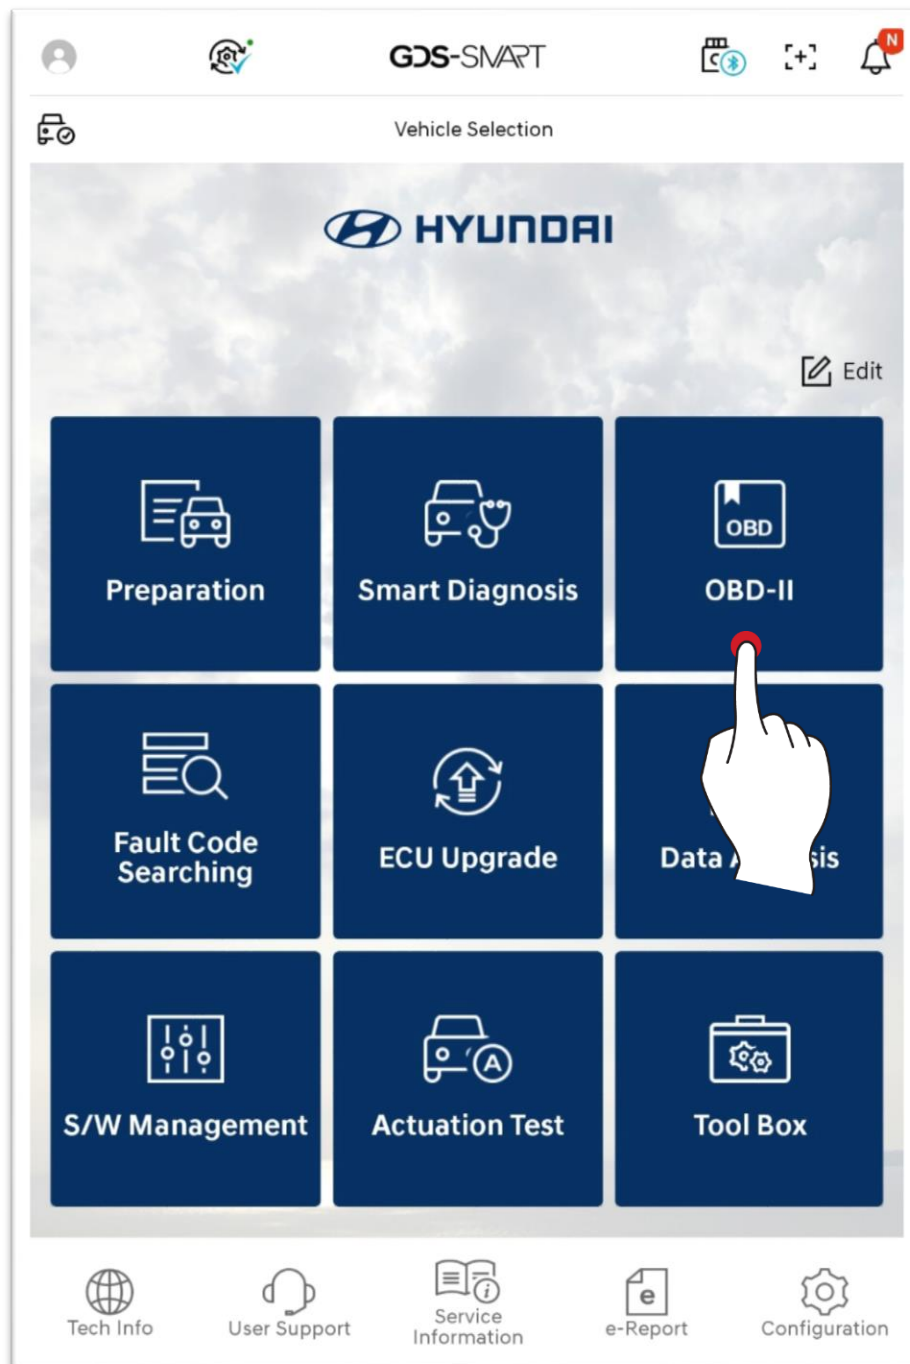 GDS-SMART
N
Vehicle Selection
HYUNDAI
Edit
Preparation
Smart Diagnosis
OBD
OBD-II
Fault Code
Searching
ECU Upgrade
Data
sis
S/W Management
A
Actuation Test
Tool Box
Tech Info
User Support
Service
Information
e
e-Report
Configuration